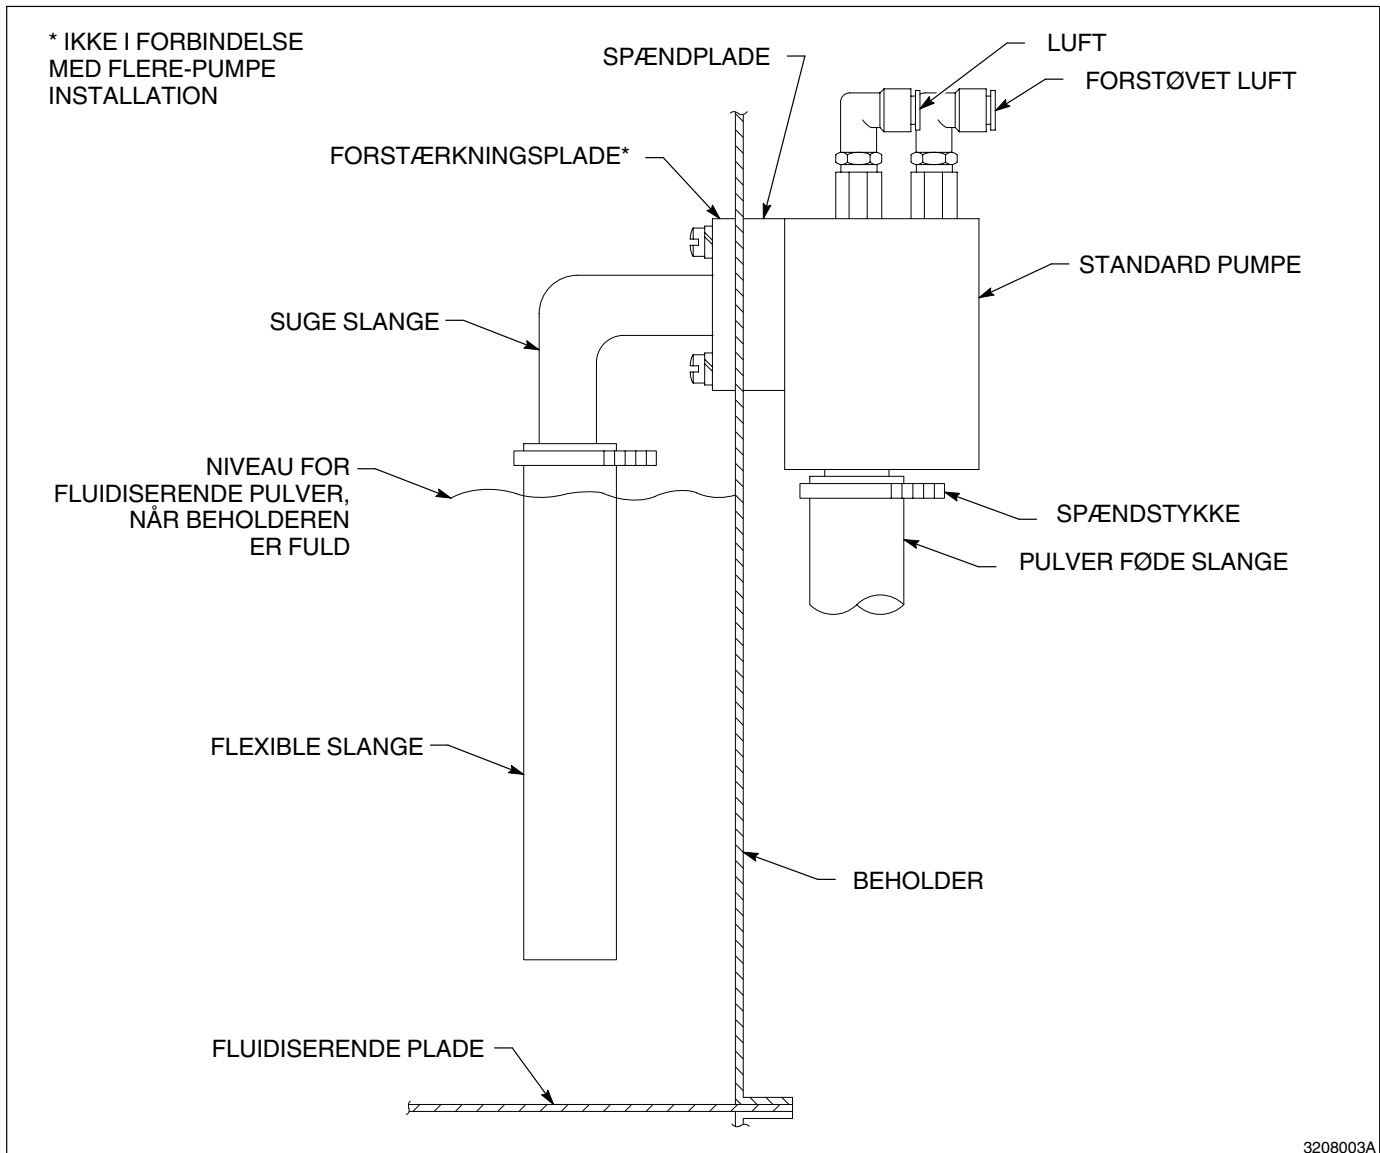 * IKKE I FORBINDELSE
MED FLERE-PUMPE
INSTALLATION
SPÆNDPLADE
LUFT
FORSTØVET LUFT
FORSTÆRKNINGSPLADE*
STANDARD PUMPE
SUGE SLANGE
NIVEAU FOR
FLUIDISERENDE PULVER,
NÅR BEHOLDEREN
ER FULD
SPÆNDSTYKKE
PULVER FØDE SLANGE
FLEXIBLE SLANGE
BEHOLDER
FLUIDISERENDE PLADE
3208003A